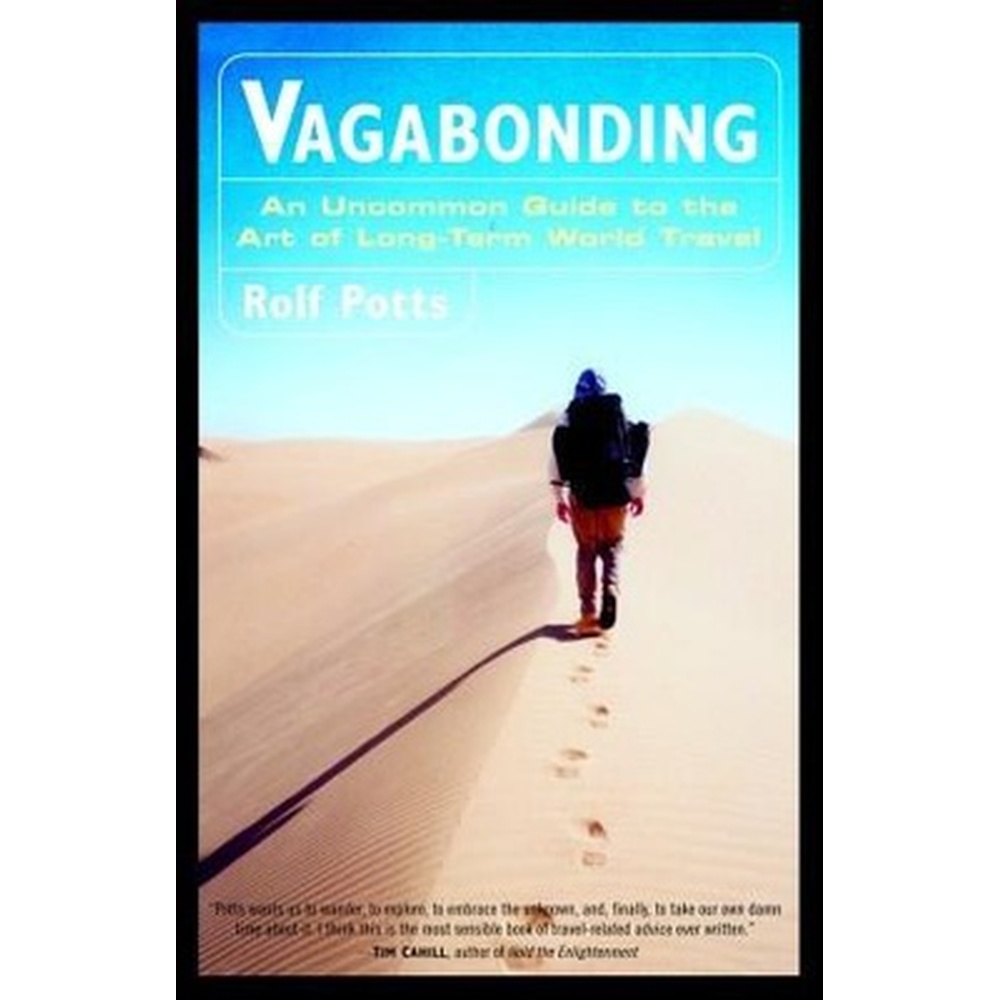 VAGABONDING
An Uncommon Guide to the
Art of Long-Term World Travel
Rolf Potts
"Potts wants us to wander, to explore, to embrace the unknown, and, finally, to take our own damn
time about it. I think this is the most sensible book of travel-related advice ever written."
TIM CAHILL, author of Hold the Enlightenment